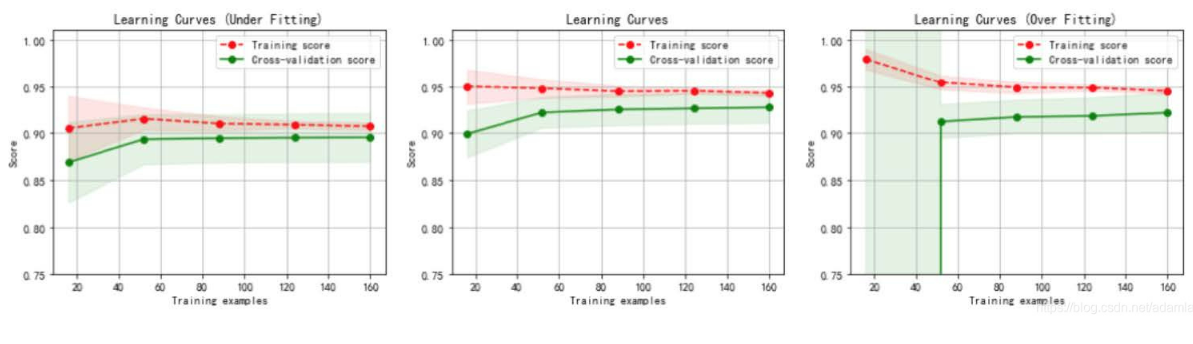 Learning Curves (Under Fitting)
1.00
0.95
0.90
0.85
0.80
0.75
Score
Training score
Cross-validation score
20 40 60 80 100 120 140 160
Training examples
Learning Curves
1.00
0.95
0.90
0.85
0.80
0.75
Score
Training score
Cross-validation score
20 40 60 80 100 120 140 160
Training examples
Learning Curves (Over Fitting)
1.00
0.95
0.90
0.85
0.80
0.75
Score
Training score
Cross-validation score
20 40 60 80 100 120 140 160
Training examples